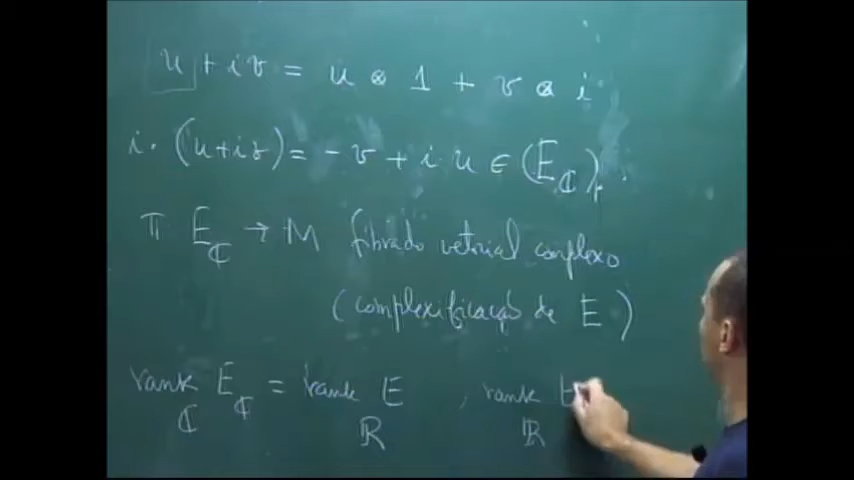 u + iv = u ⊗ 1 + v ⊗ i
i · (u+iv) = - v + i u ∈ (E_ℂ)_p .
π E_ℂ → M fibrado vetorial complexo
(complexificação de E)
rank_ℂ E_ℂ = rank_ℝ E , rank_ℝ E